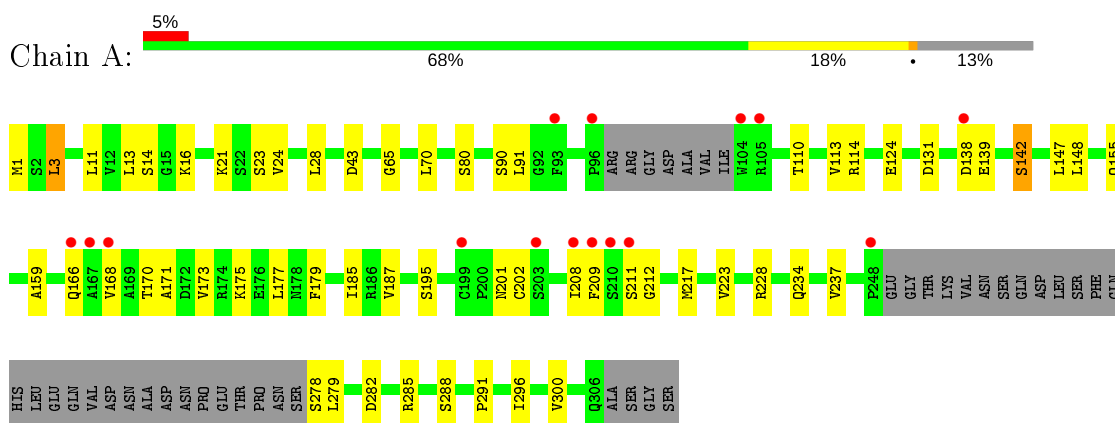 5%
Chain A:
68% 18% • 13%
M1 S2 L3 L11 V12 L13 S14 G15 K16 K21 S22 S23 V24 L28 D43 G65 L70 S80 S90 L91 G92 F93 P96 ARG ARG GLY ASP ALA VAL ILE W104 R105 T110 V113 R114 E124 D131 D138 E139 S142 L147 L148 Q155
A159 Q166 A167 V168 A169 T170 A171 D172 V173 R174 K175 E176 L177 N178 F179 I185 R186 V187 S195 C199 P200 N201 C202 S203 I208 F209 S210 S211 G212 M217 V223 R228 Q234 V237 P248 GLU GLY THR LYS VAL ASN SER GLN ASP LEU SER PHE GLN
HIS LEU GLU GLN VAL ASP ASN ALA ASP ASN PRO GLU THR PRO ASN SER S278 L279 D282 R285 S288 P291 I296 V300 Q306 ALA SER GLY SER